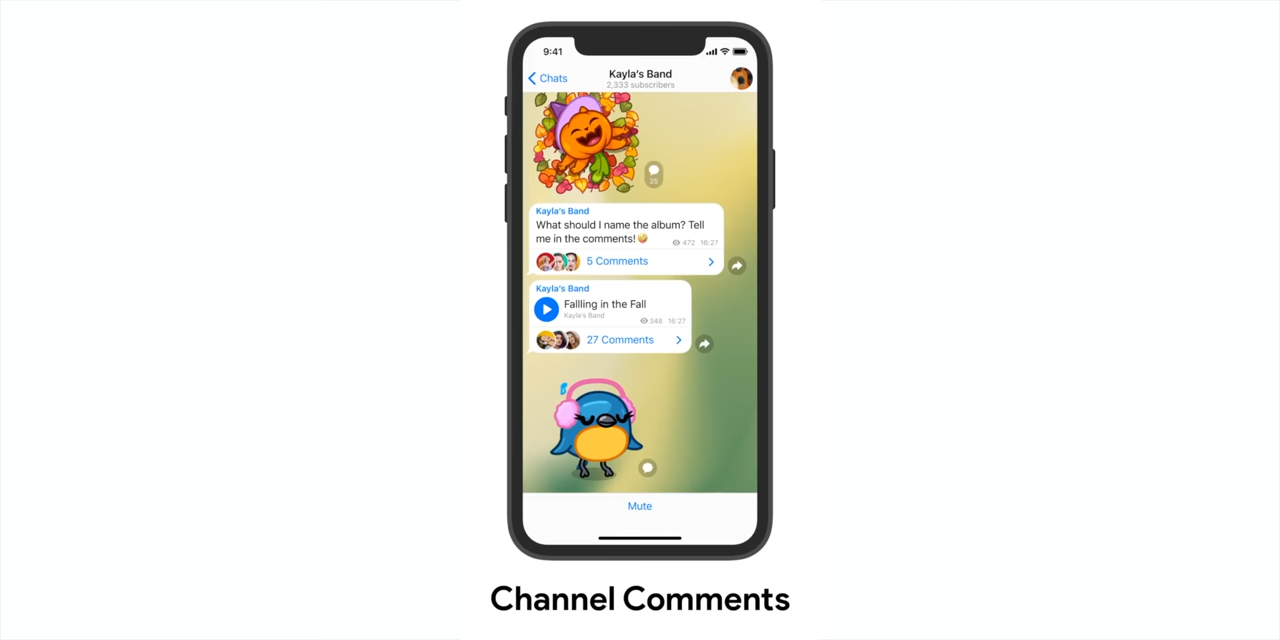 9:41
Chats
Kayla's Band
2,333 subscribers
25
Kayla's Band
What should I name the album? Tell
me in the comments!
472 16:27
5 Comments
Kayla's Band
Fallling in the Fall
Kayla's Band
348 16:27
27 Comments
Mute
Channel Comments